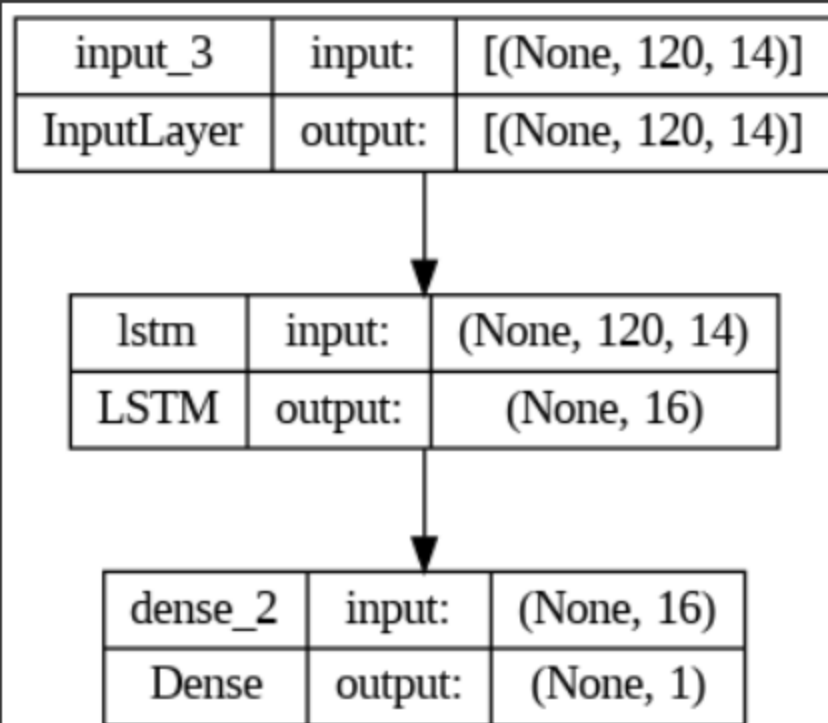 input_3 input: [(None, 120, 14)]
InputLayer output: [(None, 120, 14)]
lstm input: (None, 120, 14)
LSTM output: (None, 16)
dense_2 input: (None, 16)
Dense output: (None, 1)